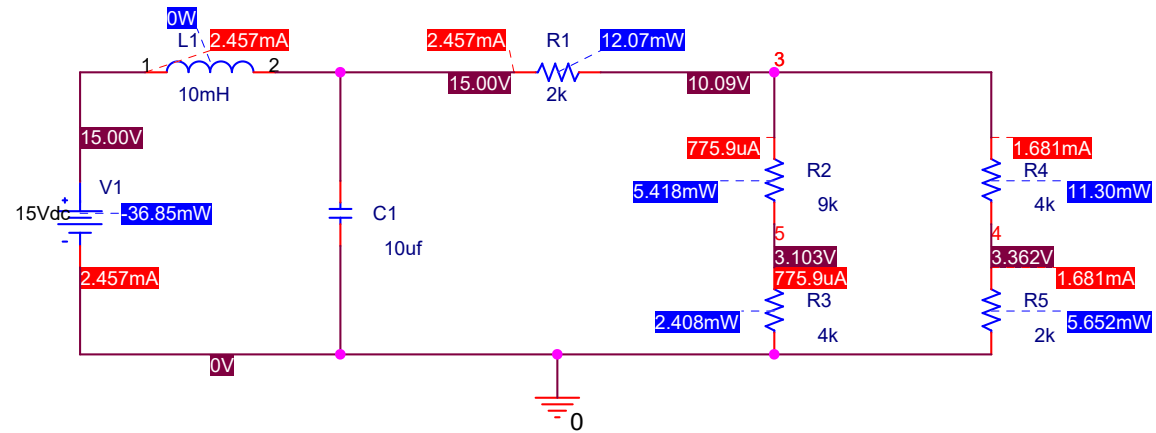 0W
L1
2.457mA
1
2
10mH
2.457mA
R1
12.07mW
15.00V
2k
10.09V
3
15.00V
775.9uA
1.681mA
R2
5.418mW
9k
R4
11.30mW
4k
+
V1
15Vdc
-36.85mW
-
C1
10uf
5
3.103V
4
3.362V
2.457mA
775.9uA
1.681mA
R3
2.408mW
4k
R5
5.652mW
2k
0V
0